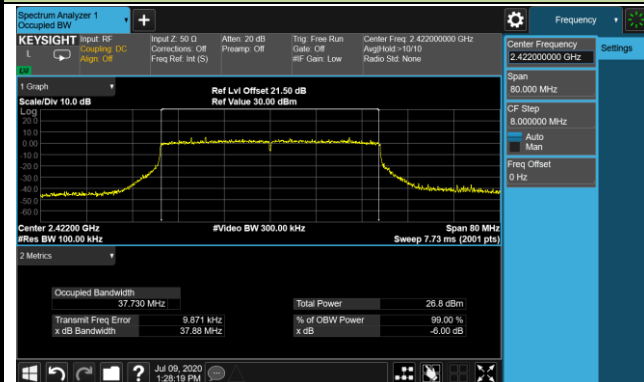 Spectrum Analyzer 1
Occupied BW
+
Frequency
KEYSIGHT
L
Input: RF
Coupling: DC
Align: Off
Input Z: 50 Ω
Corrections: Off
Freq Ref: Int (S)
Atten: 20 dB
Preamp: Off
Trig: Free Run
Gate: Off
#IF Gain: Low
Center Freq: 2.422000000 GHz
Avg|Hold:>10/10
Radio Std: None
Center Frequency
2.422000000 GHz
Settings
Span
80.000 MHz
CF Step
8.000000 MHz
Auto
Man
Freq Offset
0 Hz
1 Graph
Scale/Div 10.0 dB
Ref Lvl Offset 21.50 dB
Ref Value 30.00 dBm
Log
20.0
10.0
0.00
-10.0
-20.0
-30.0
-40.0
-50.0
-60.0
Center 2.42200 GHz
#Res BW 100.00 kHz
#Video BW 300.00 kHz
Span 80 MHz
Sweep 7.73 ms (2001 pts)
2 Metrics
Occupied Bandwidth
37.730 MHz
Transmit Freq Error 9.871 kHz
x dB Bandwidth 37.88 MHz
Total Power 26.8 dBm
% of OBW Power 99.00 %
x dB -6.00 dB
?
Jul 09, 2020
1:28:19 PM